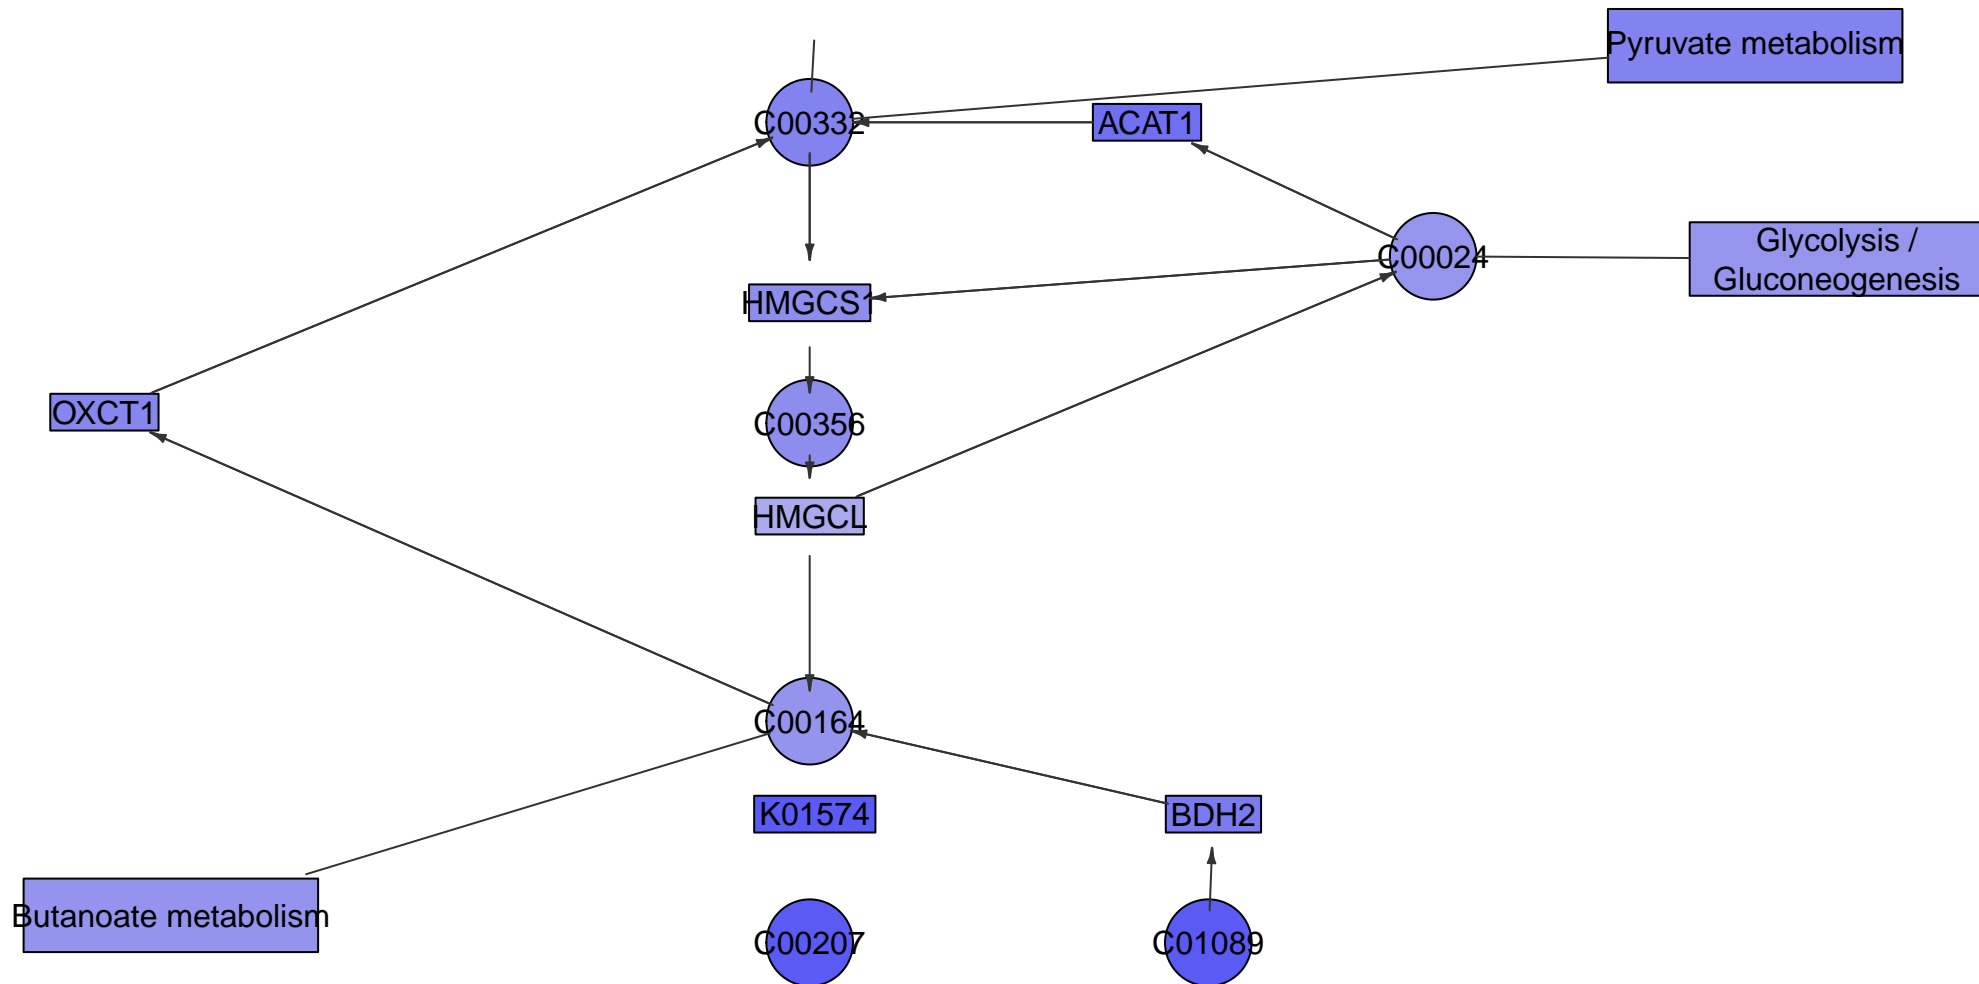 Pyruvate metabolism
C00332
ACAT1
Glycolysis /
Gluconeogenesis
C00024
HMGCS1
OXCT1
C00356
HMGCL
C00164
K01574
BDH2
Butanoate metabolism
C00207
C01089